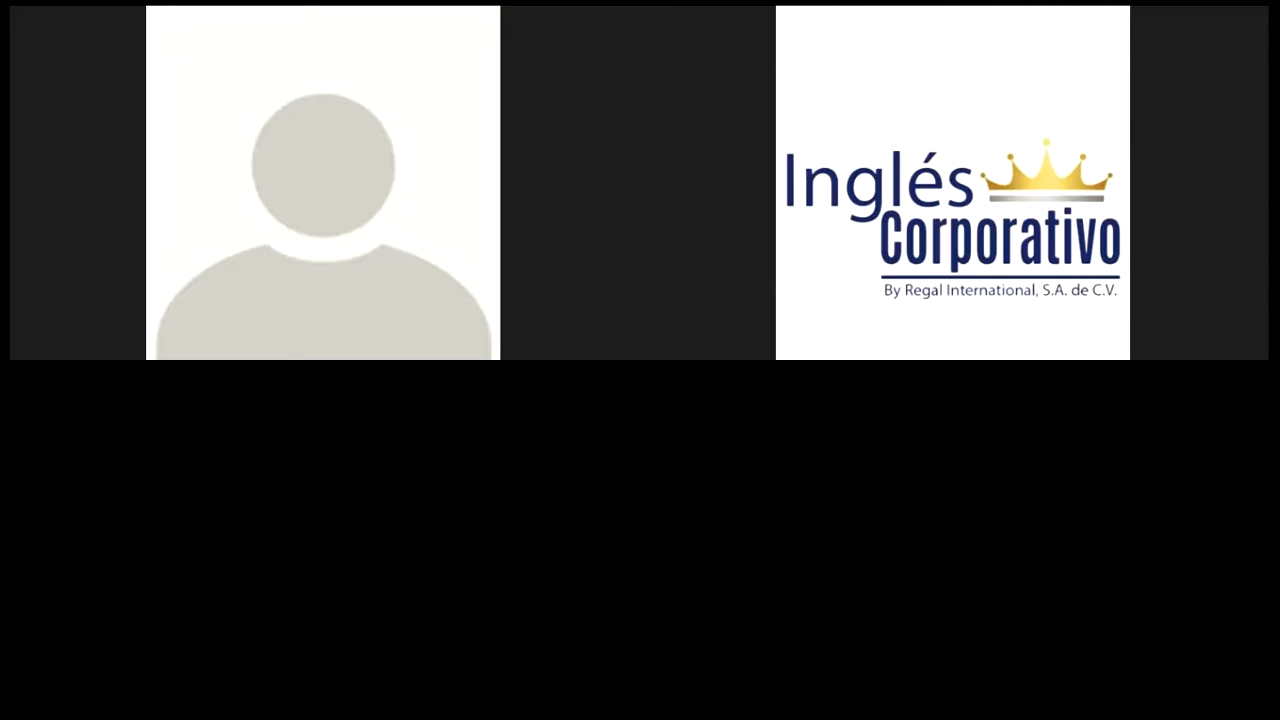 Inglés
Corporativo
By Regal International, S.A. de C.V.